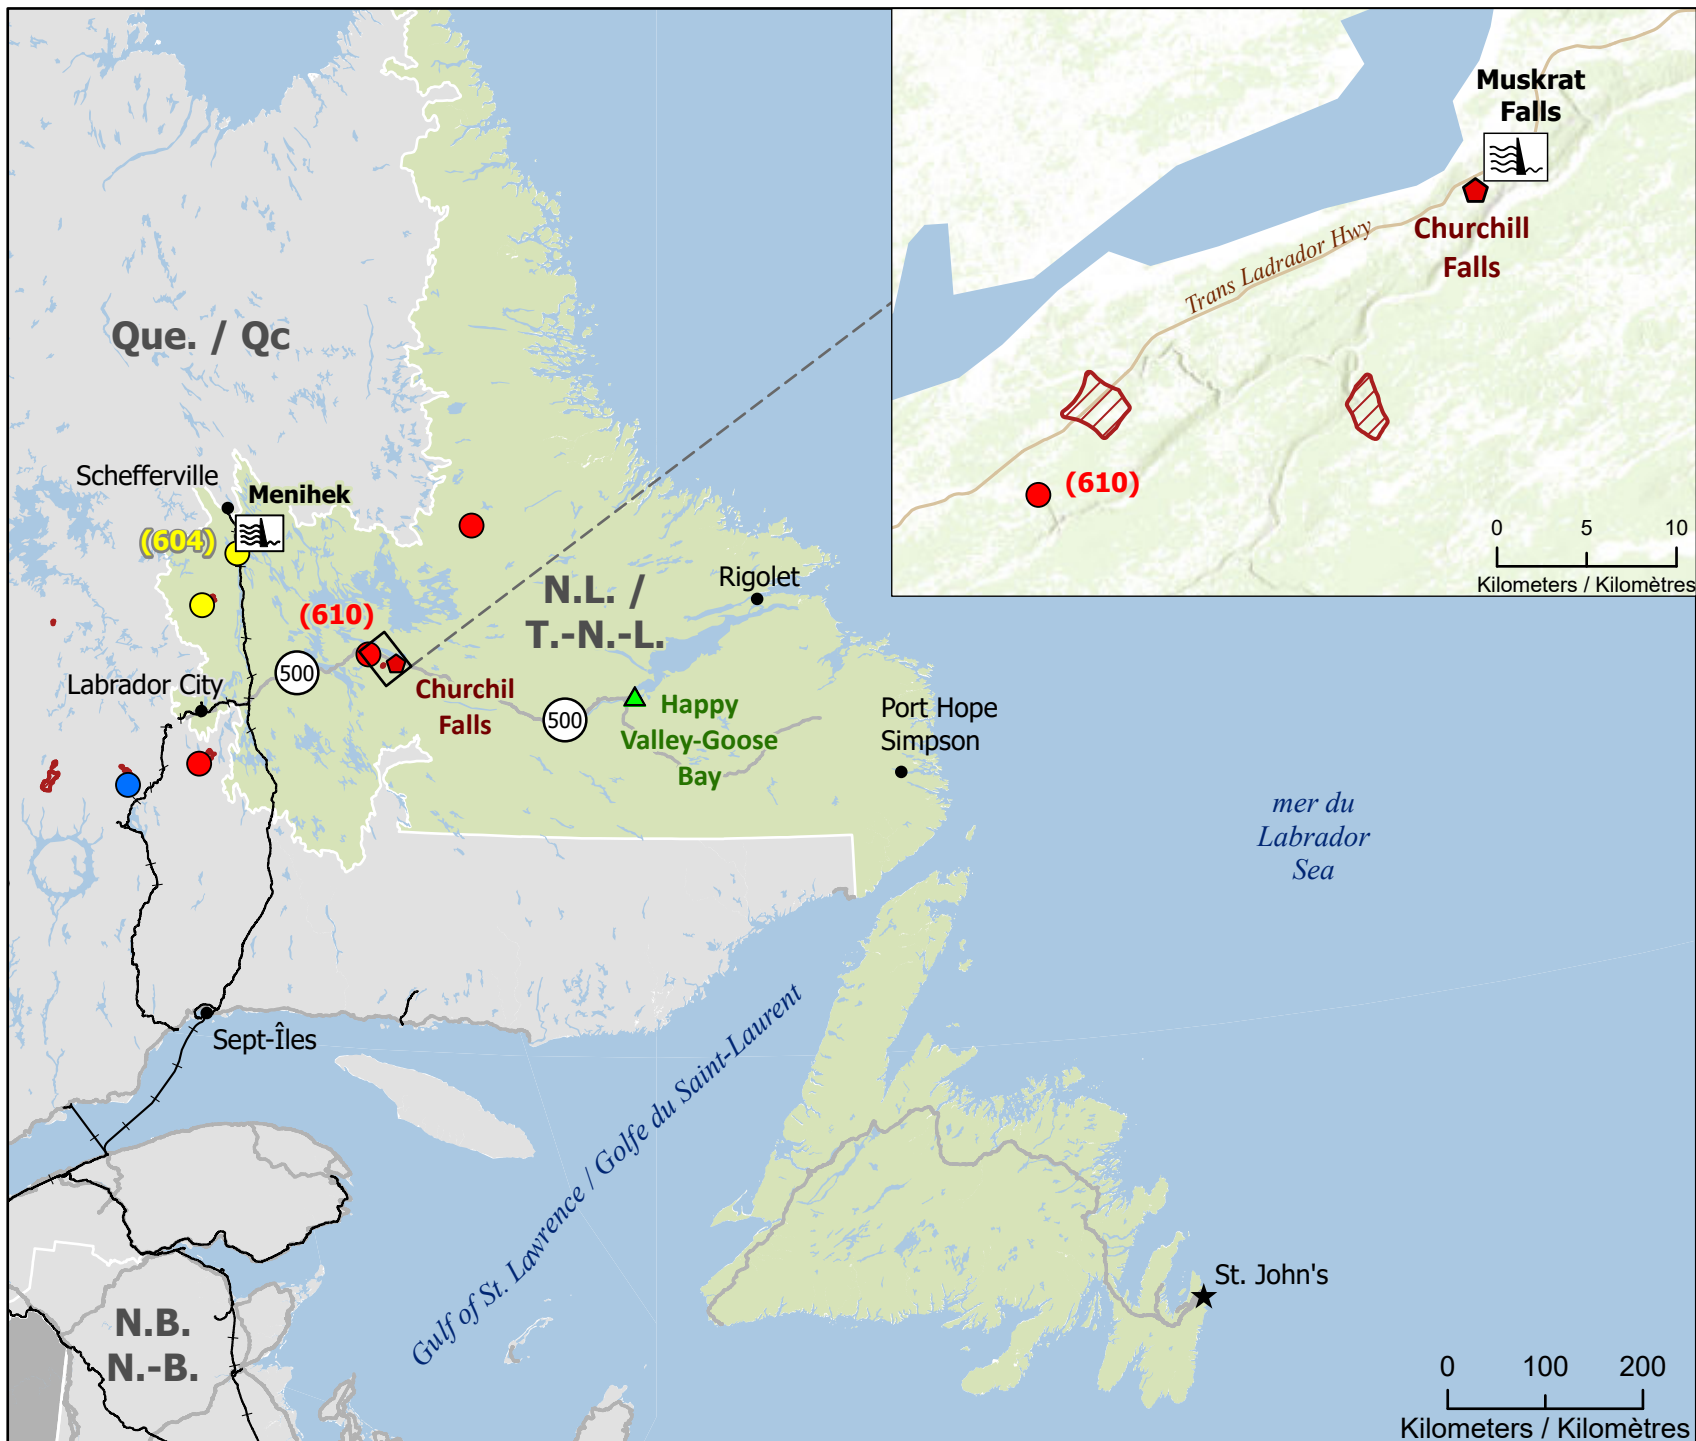 Muskrat
Falls
Churchill
Falls
Trans Ladrador Hwy
(610)
0 5 10
Kilometers / Kilomètres
Que. / Qc
Schefferville
Menihek
(604)
(610)
N.L. /
T.-N.-L.
Rigolet
500
Labrador City
Churchil
Falls
500
Happy
Valley-Goose
Bay
Port Hope
Simpson
mer du
Labrador
Sea
Sept-Îles
Gulf of St. Lawrence / Golfe du Saint-Laurent
St. John's
N.B.
N.-B.
0 100 200
Kilometers / Kilomètres